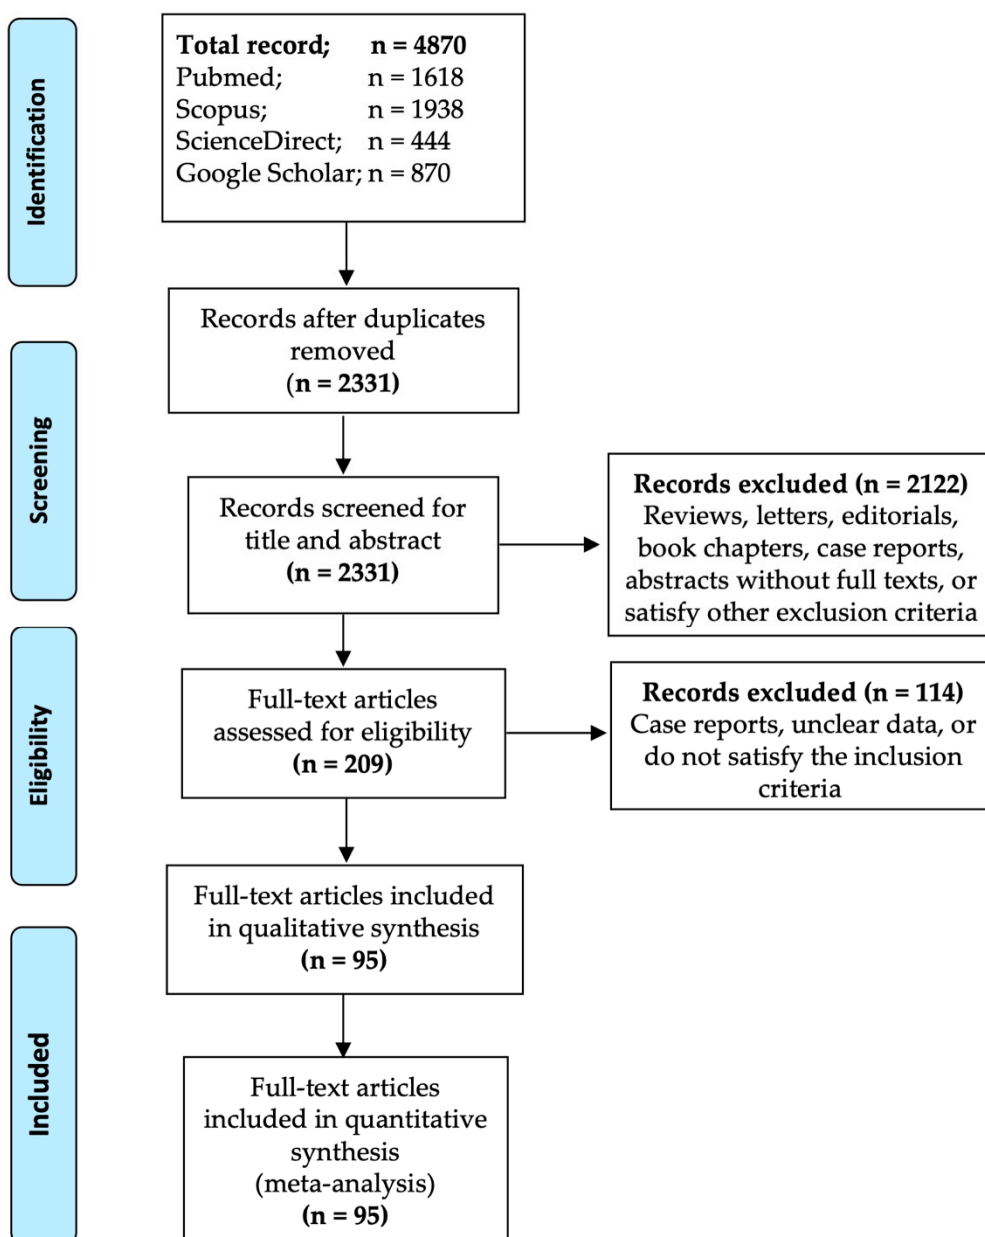 Identification
Total record; n = 4870
Pubmed; n = 1618
Scopus; n = 1938
ScienceDirect; n = 444
Google Scholar; n = 870
Records after duplicates
removed
(n = 2331)
Screening
Records screened for
title and abstract
(n = 2331)
Records excluded (n = 2122)
Reviews, letters, editorials,
book chapters, case reports,
abstracts without full texts, or
satisfy other exclusion criteria
Eligibility
Full-text articles
assessed for eligibility
(n = 209)
Records excluded (n = 114)
Case reports, unclear data, or
do not satisfy the inclusion
criteria
Full-text articles included
in qualitative synthesis
(n = 95)
Included
Full-text articles
included in quantitative
synthesis
(meta-analysis)
(n = 95)